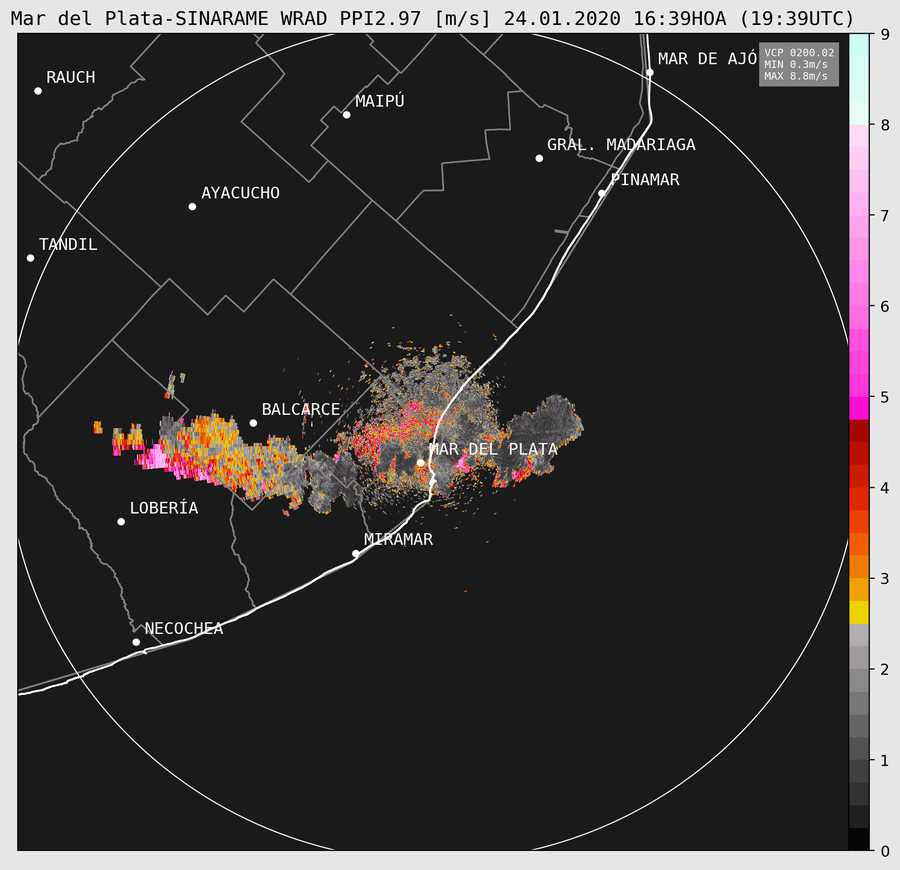 Mar del Plata-SINARAME WRAD PPI2.97 [m/s] 24.01.2020 16:39HOA (19:39UTC)
VCP 0200.02
MIN 0.3m/s
MAX 8.8m/s
MAR DE AJÓ
RAUCH
MAIPÚ
GRAL. MADARIAGA
PINAMAR
AYACUCHO
TANDIL
BALCARCE
MAR DEL PLATA
LOBERÍA
MIRAMAR
NECOCHEA
9
8
7
6
5
4
3
2
1
0